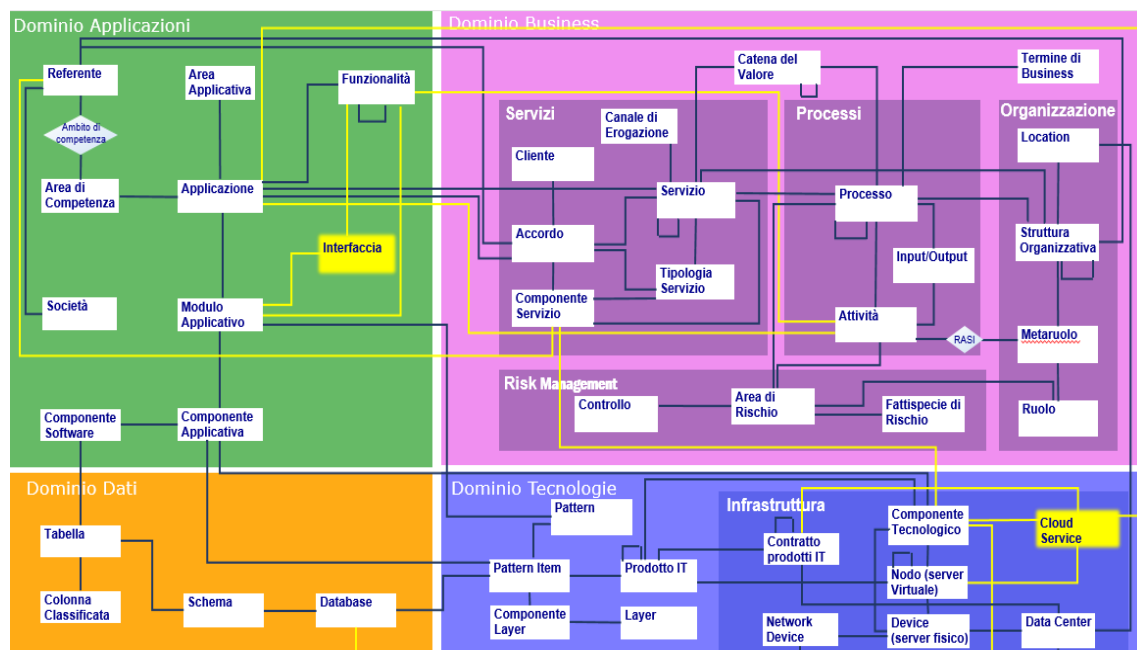 Dominio Applicazioni
Dominio Business
Referente
Area
Applicativa
Funzionalità
Catena del
Valore
Termine di
Business
Servizi
Canale di
Erogazione
Processi
Organizzazione
Ambito di
competenza
Location
Cliente
Area di
Competenza
Applicazione
Servizio
Processo
Accordo
Struttura
Organizzativa
Interfaccia
Input/Output
Tipologia
Servizio
Componente
Servizio
Società
Modulo
Applicativo
Attività
RASI
Metaruolo
Risk Management
Controllo
Area di
Rischio
Fattispecie di
Rischio
Ruolo
Componente
Software
Componente
Applicativa
Dominio Dati
Dominio Tecnologie
Infrastruttura
Pattern
Componente
Tecnologico
Cloud
Service
Tabella
Contratto
prodotti IT
Pattern Item
Prodotto IT
Nodo (server
Virtuale)
Colonna
Classificata
Schema
Database
Componente
Layer
Layer
Network
Device
Device
(server fisico)
Data Center